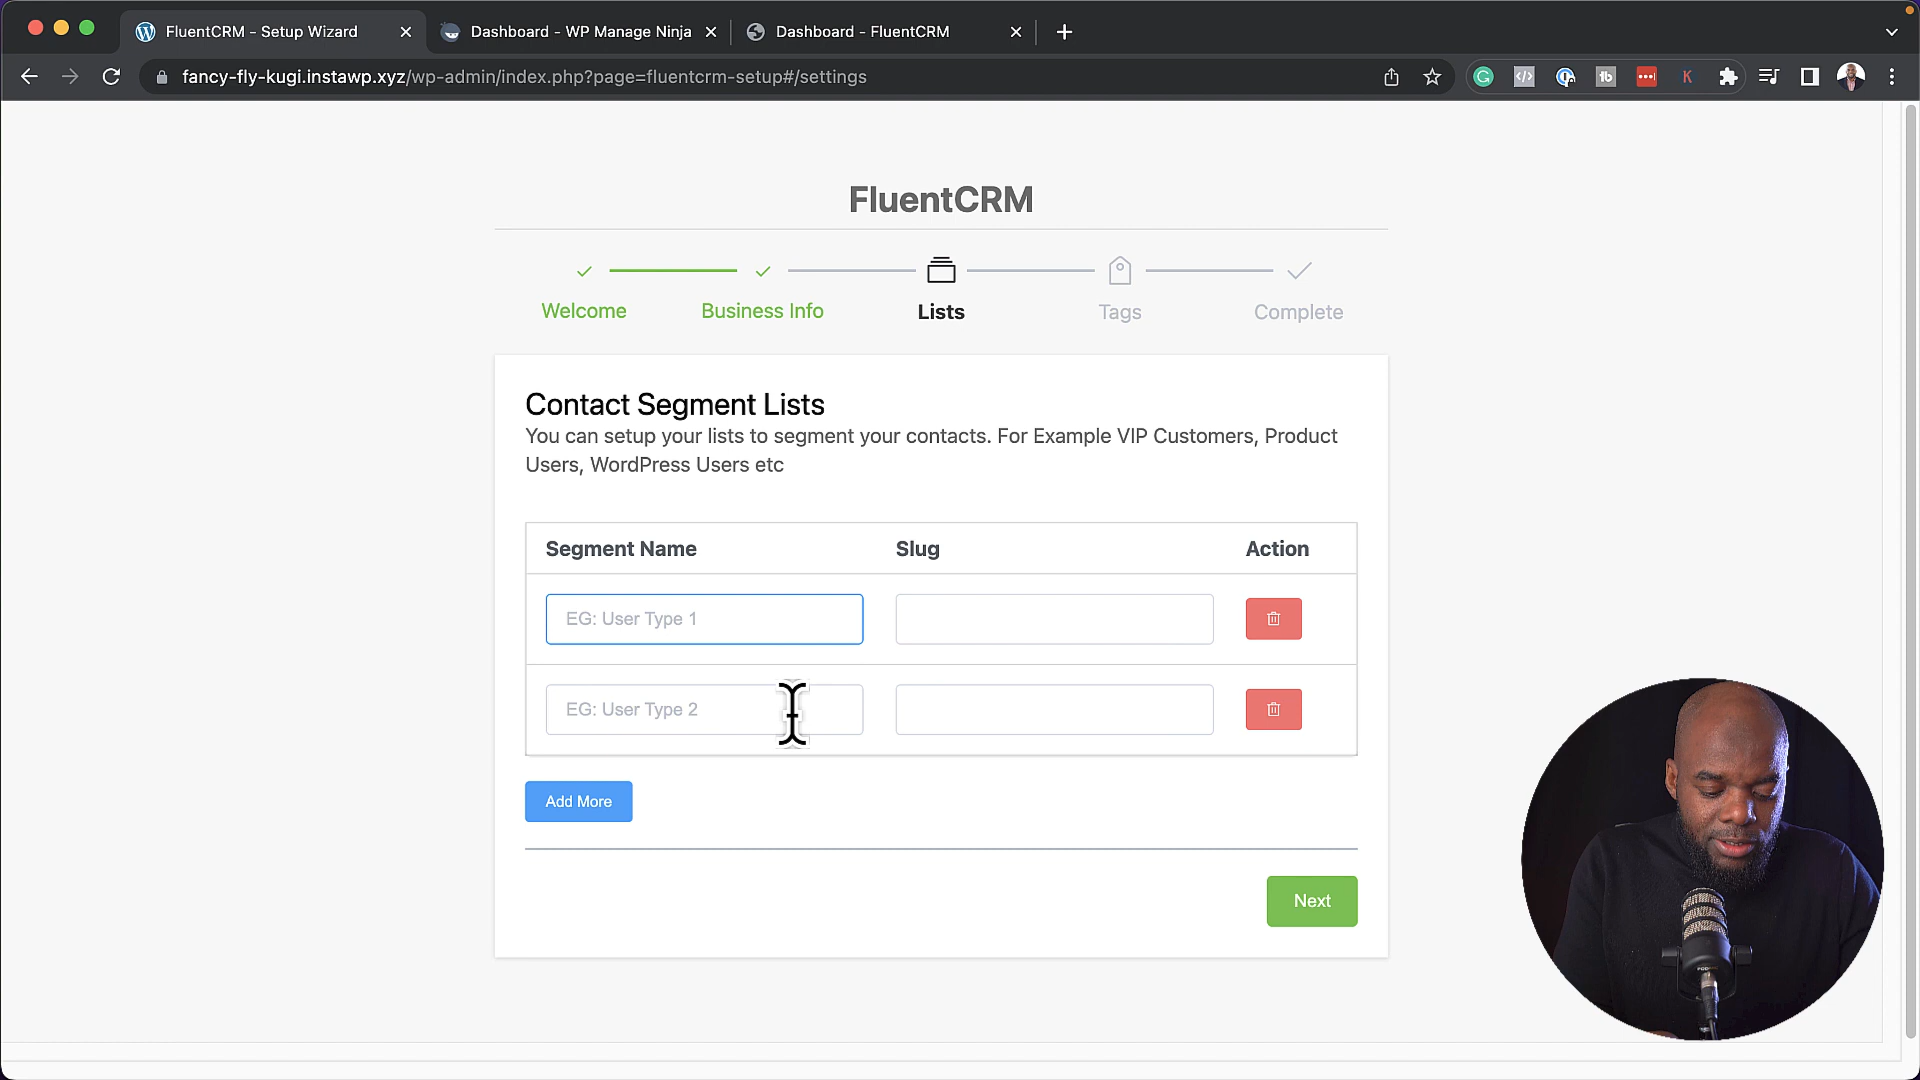 FluentCRM - Setup Wizard
Dashboard - WP Manage Ninja
Dashboard - FluentCRM
fancy-fly-kugi.instawp.xyz/wp-admin/index.php?page=fluentcrm-setup#/settings
FluentCRM
Welcome
Business Info
Lists
Tags
Complete
Contact Segment Lists
You can setup your lists to segment your contacts. For Example VIP Customers, Product
Users, WordPress Users etc
Segment Name
Slug
Action
EG: User Type 1
EG: User Type 2
Add More
Next